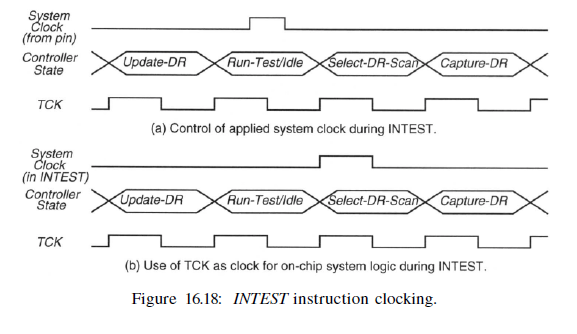 System
Clock
(from pin)
Controller
State
Update-DR Run-Test/Idle Select-DR-Scan Capture-DR
TCK
(a) Control of applied system clock during INTEST.
System
Clock
(in INTEST)
Controller
State
Update-DR Run-Test/Idle Select-DR-Scan Capture-DR
TCK
(b) Use of TCK as clock for on-chip system logic during INTEST.
Figure 16.18: INTEST instruction clocking.